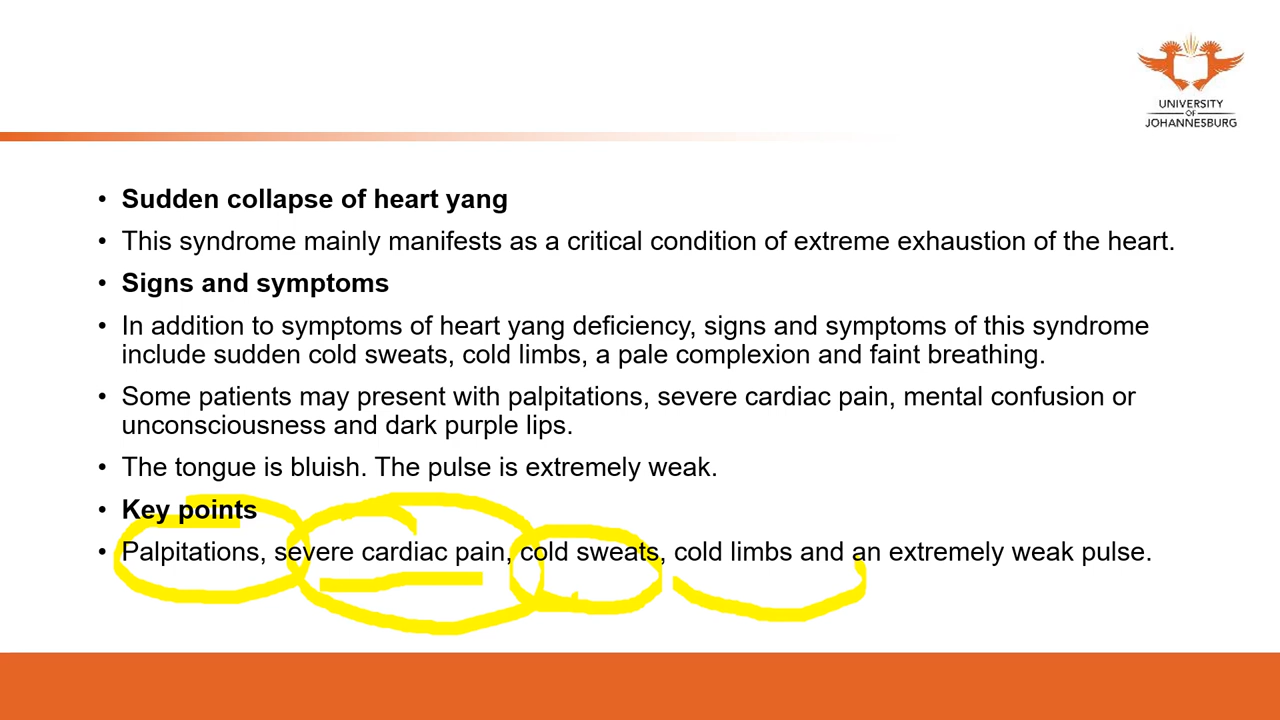 UNIVERSITY
OF
JOHANNESBURG
• Sudden collapse of heart yang
• This syndrome mainly manifests as a critical condition of extreme exhaustion of the heart.
• Signs and symptoms
• In addition to symptoms of heart yang deficiency, signs and symptoms of this syndrome
include sudden cold sweats, cold limbs, a pale complexion and faint breathing.
• Some patients may present with palpitations, severe cardiac pain, mental confusion or
unconsciousness and dark purple lips.
• The tongue is bluish. The pulse is extremely weak.
• Key points
• Palpitations, severe cardiac pain, cold sweats, cold limbs and an extremely weak pulse.